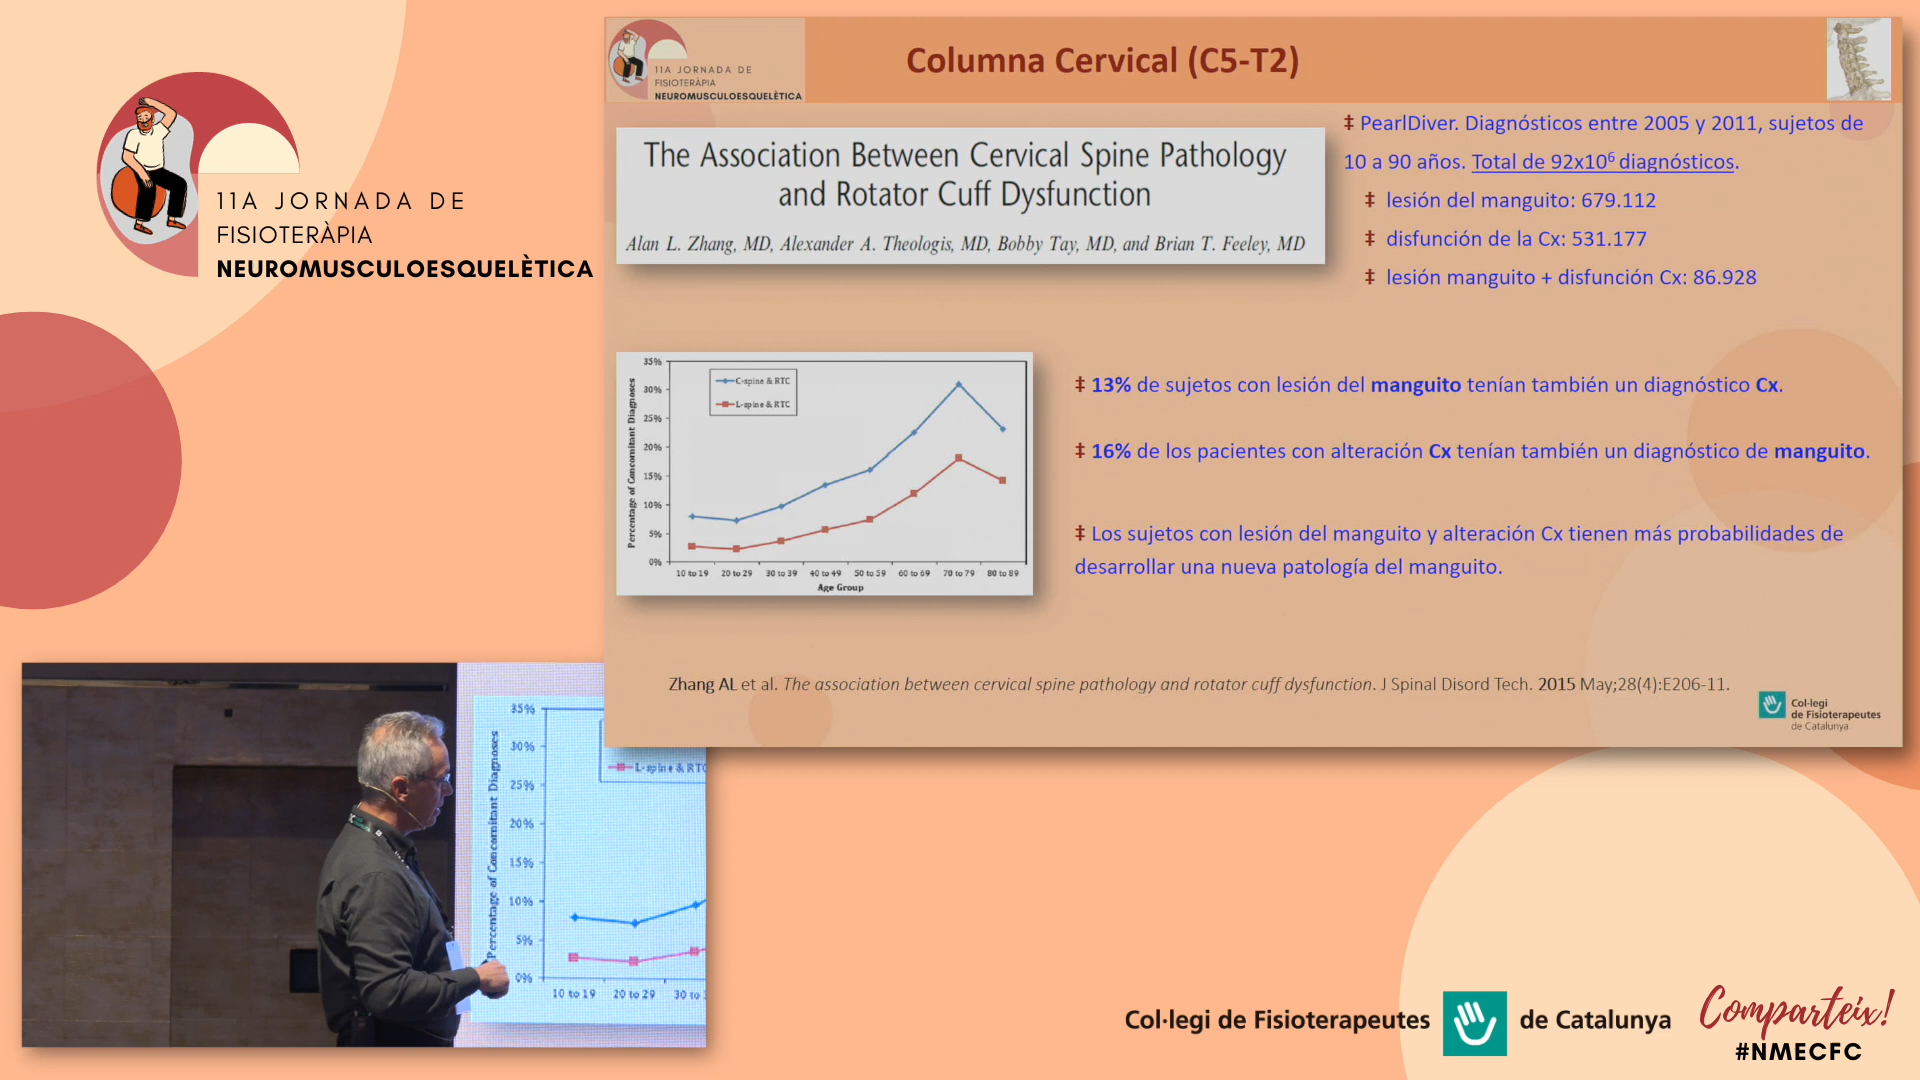 11A JORNADA DE
FISIOTERÀPIA
NEUROMUSCULOESQUELÈTICA
11A JORNADA DE
FISIOTERÀPIA
NEUROMUSCULOESQUELÈTICA
Columna Cervical (C5-T2)
The Association Between Cervical Spine Pathology
and Rotator Cuff Dysfunction
Alan L. Zhang, MD, Alexander A. Theologis, MD, Bobby Tay, MD, and Brian T. Feeley, MD
‡ PearlDiver. Diagnósticos entre 2005 y 2011, sujetos de
10 a 90 años. Total de 92x10⁶ diagnósticos.
‡ lesión del manguito: 679.112
‡ disfunción de la Cx: 531.177
‡ lesión manguito + disfunción Cx: 86.928
Percentage of Concomitant Diagnoses
35%
30%
25%
20%
15%
10%
5%
0%
C-spine & RTC
L-spine & RTC
10 to 19 20 to 29 30 to 39 40 to 49 50 to 59 60 to 69 70 to 79 80 to 89
Age Group
‡ 13% de sujetos con lesión del manguito tenían también un diagnóstico Cx.
‡ 16% de los pacientes con alteración Cx tenían también un diagnóstico de manguito.
‡ Los sujetos con lesión del manguito y alteración Cx tienen más probabilidades de
desarrollar una nueva patología del manguito.
Zhang AL et al. The association between cervical spine pathology and rotator cuff dysfunction. J Spinal Disord Tech. 2015 May;28(4):E206-11.
Col·legi
de Fisioterapeutes
de Catalunya
Percentage of Concomitant Diagnoses
35%
30%
25%
20%
15%
10%
5%
0%
L-spine & RTC
10 to 19 20 to 29 30 to
Col·legi de Fisioterapeutes de Catalunya
Comparteix!
#NMECFC